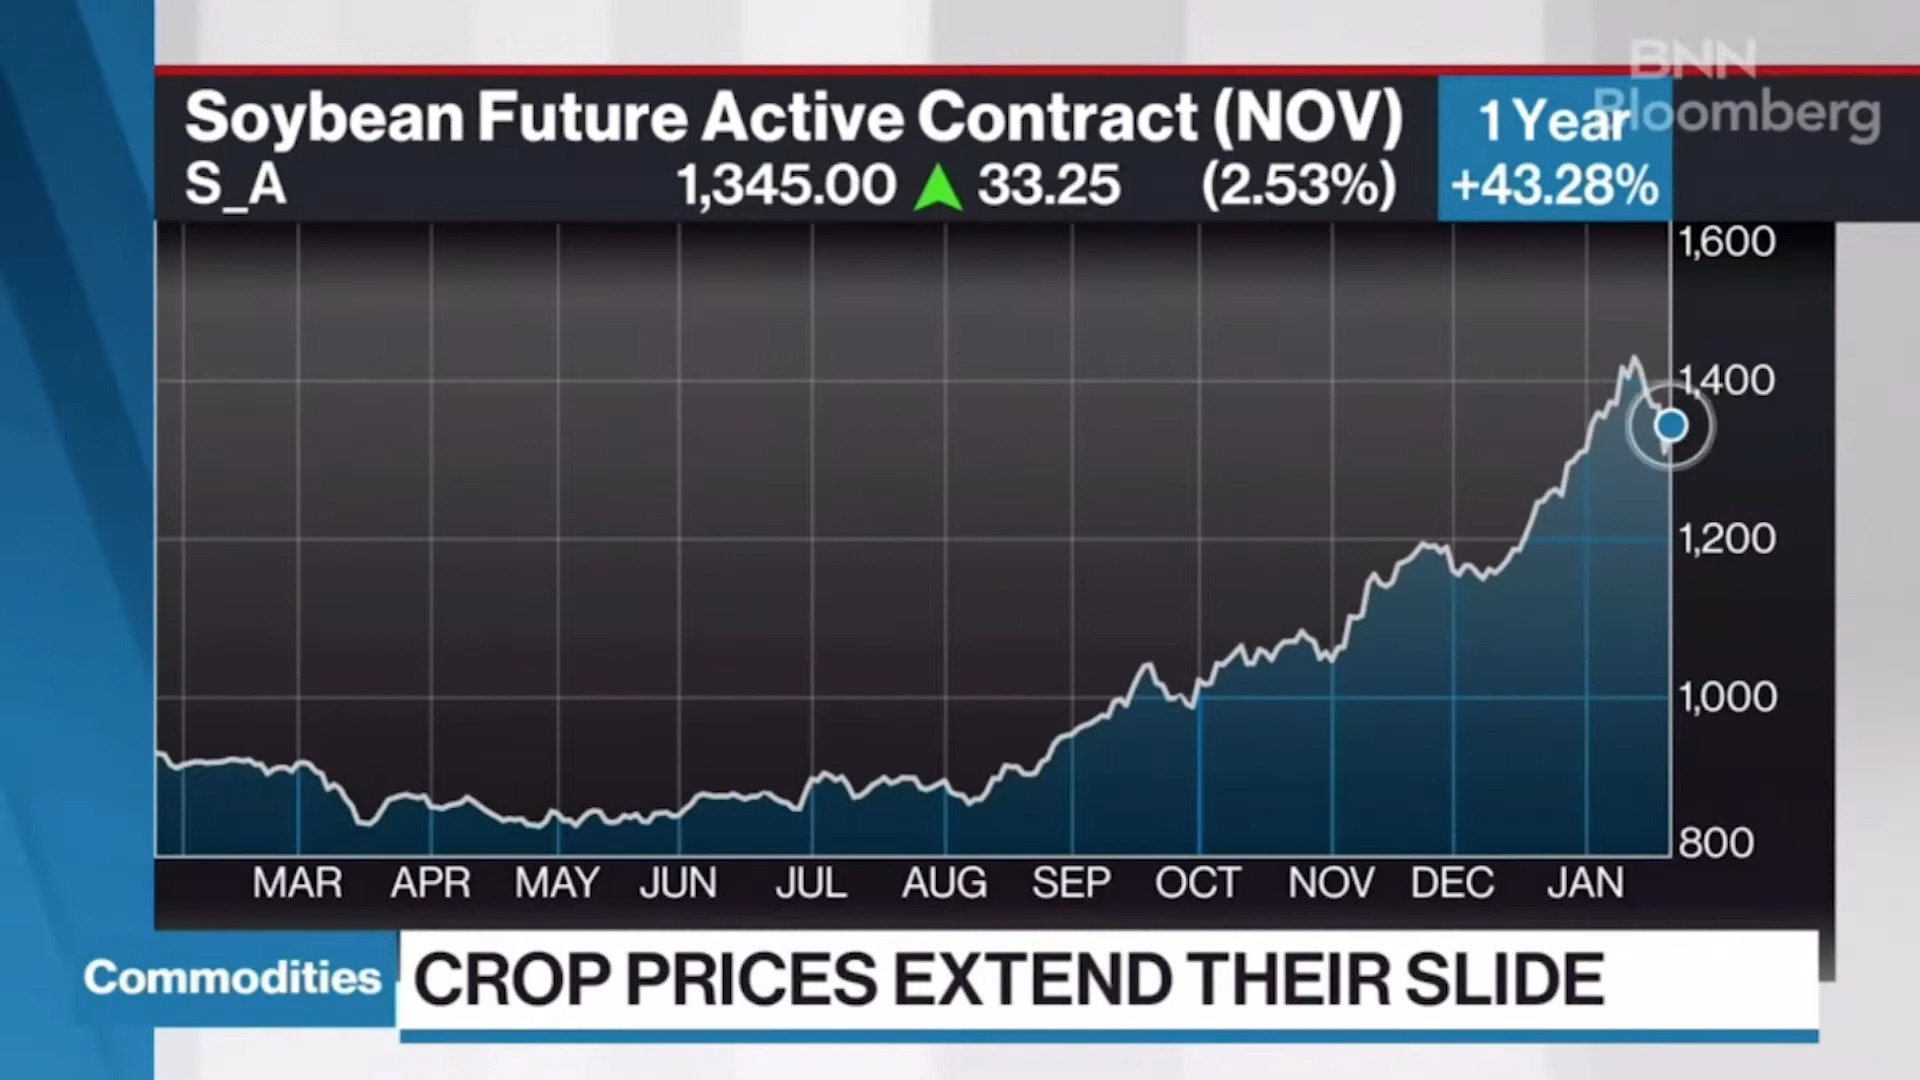 BNN
Bloomberg
Soybean Future Active Contract (NOV)
S_A 1,345.00 33.25 (2.53%)
1 Year
+43.28%
1,600
1,400
1,200
1,000
800
MAR APR MAY JUN JUL AUG SEP OCT NOV DEC JAN
Commodities
CROP PRICES EXTEND THEIR SLIDE